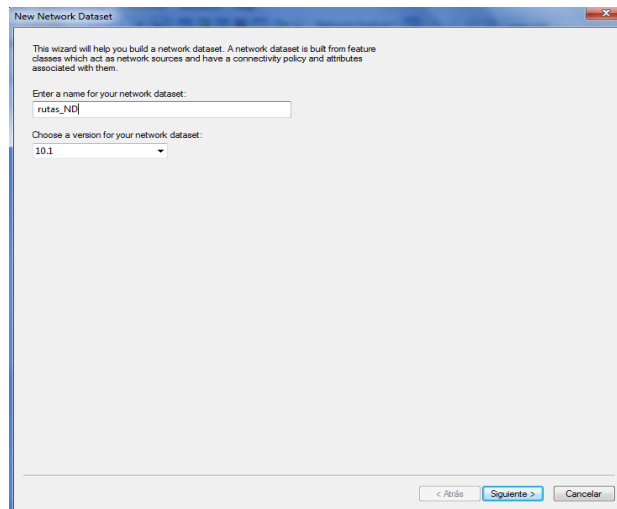 New Network Dataset
This wizard will help you build a network dataset. A network dataset is built from feature
classes which act as network sources and have a connectivity policy and attributes
associated with them.
Enter a name for your network dataset:
rutas_ND
Choose a version for your network dataset:
10.1
< Atrás Siguiente > Cancelar